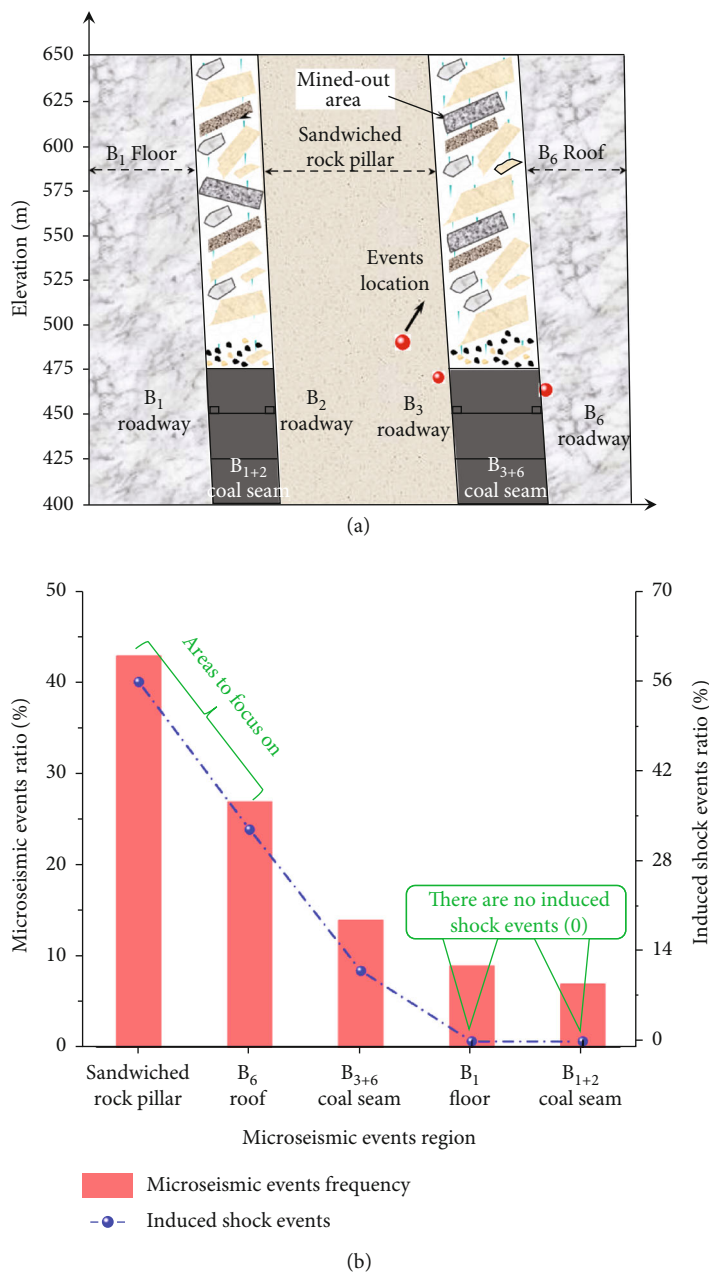 650
625
600
575
550
525
500
475
450
425
400
Elevation (m)
Mined-out
area
Sandwiched
rock pillar
B₁ Floor
B₆ Roof
Events
location
B₁
roadway
B₂
roadway
B₃
roadway
B₆
roadway
B₁₊₂
coal seam
B₃₊₆
coal seam
(a)
50
40
30
20
10
0
Microseismic events ratio (%)
70
56
42
28
14
0
Induced shock events ratio (%)
Areas to focus on
There are no induced
shock events (0)
Sandwiched
rock pillar
B₆
roof
B₃₊₆
coal seam
B₁
floor
B₁₊₂
coal seam
Microseismic events region
Microseismic events frequency
Induced shock events
(b)